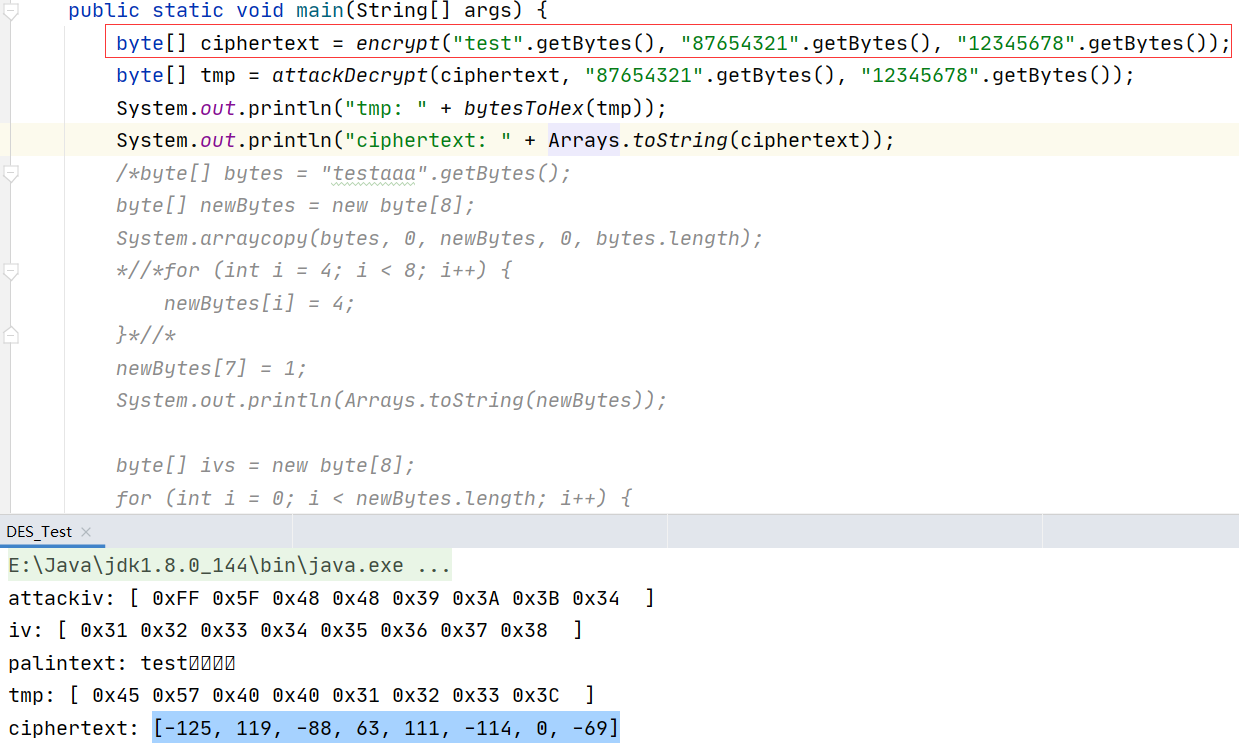 public static void main(String[] args) {
byte[] ciphertext = encrypt("test".getBytes(), "87654321".getBytes(), "12345678".getBytes());
byte[] tmp = attackDecrypt(ciphertext, "87654321".getBytes(), "12345678".getBytes());
System.out.println("tmp: " + bytesToHex(tmp));
System.out.println("ciphertext: " + Arrays.toString(ciphertext));
/*byte[] bytes = "testaaa".getBytes();
byte[] newBytes = new byte[8];
System.arraycopy(bytes, 0, newBytes, 0, bytes.length);
*//*for (int i = 4; i < 8; i++) {
newBytes[i] = 4;
}*//*
newBytes[7] = 1;
System.out.println(Arrays.toString(newBytes));
byte[] ivs = new byte[8];
for (int i = 0; i < newBytes.length; i++) {
DES_Test ×
E:\Java\jdk1.8.0_144\bin\java.exe ...
attackiv: [ 0xFF 0x5F 0x48 0x48 0x39 0x3A 0x3B 0x34 ]
iv: [ 0x31 0x32 0x33 0x34 0x35 0x36 0x37 0x38 ]
palintext: test
tmp: [ 0x45 0x57 0x40 0x40 0x31 0x32 0x33 0x3C ]
ciphertext: [-125, 119, -88, 63, 111, -114, 0, -69]